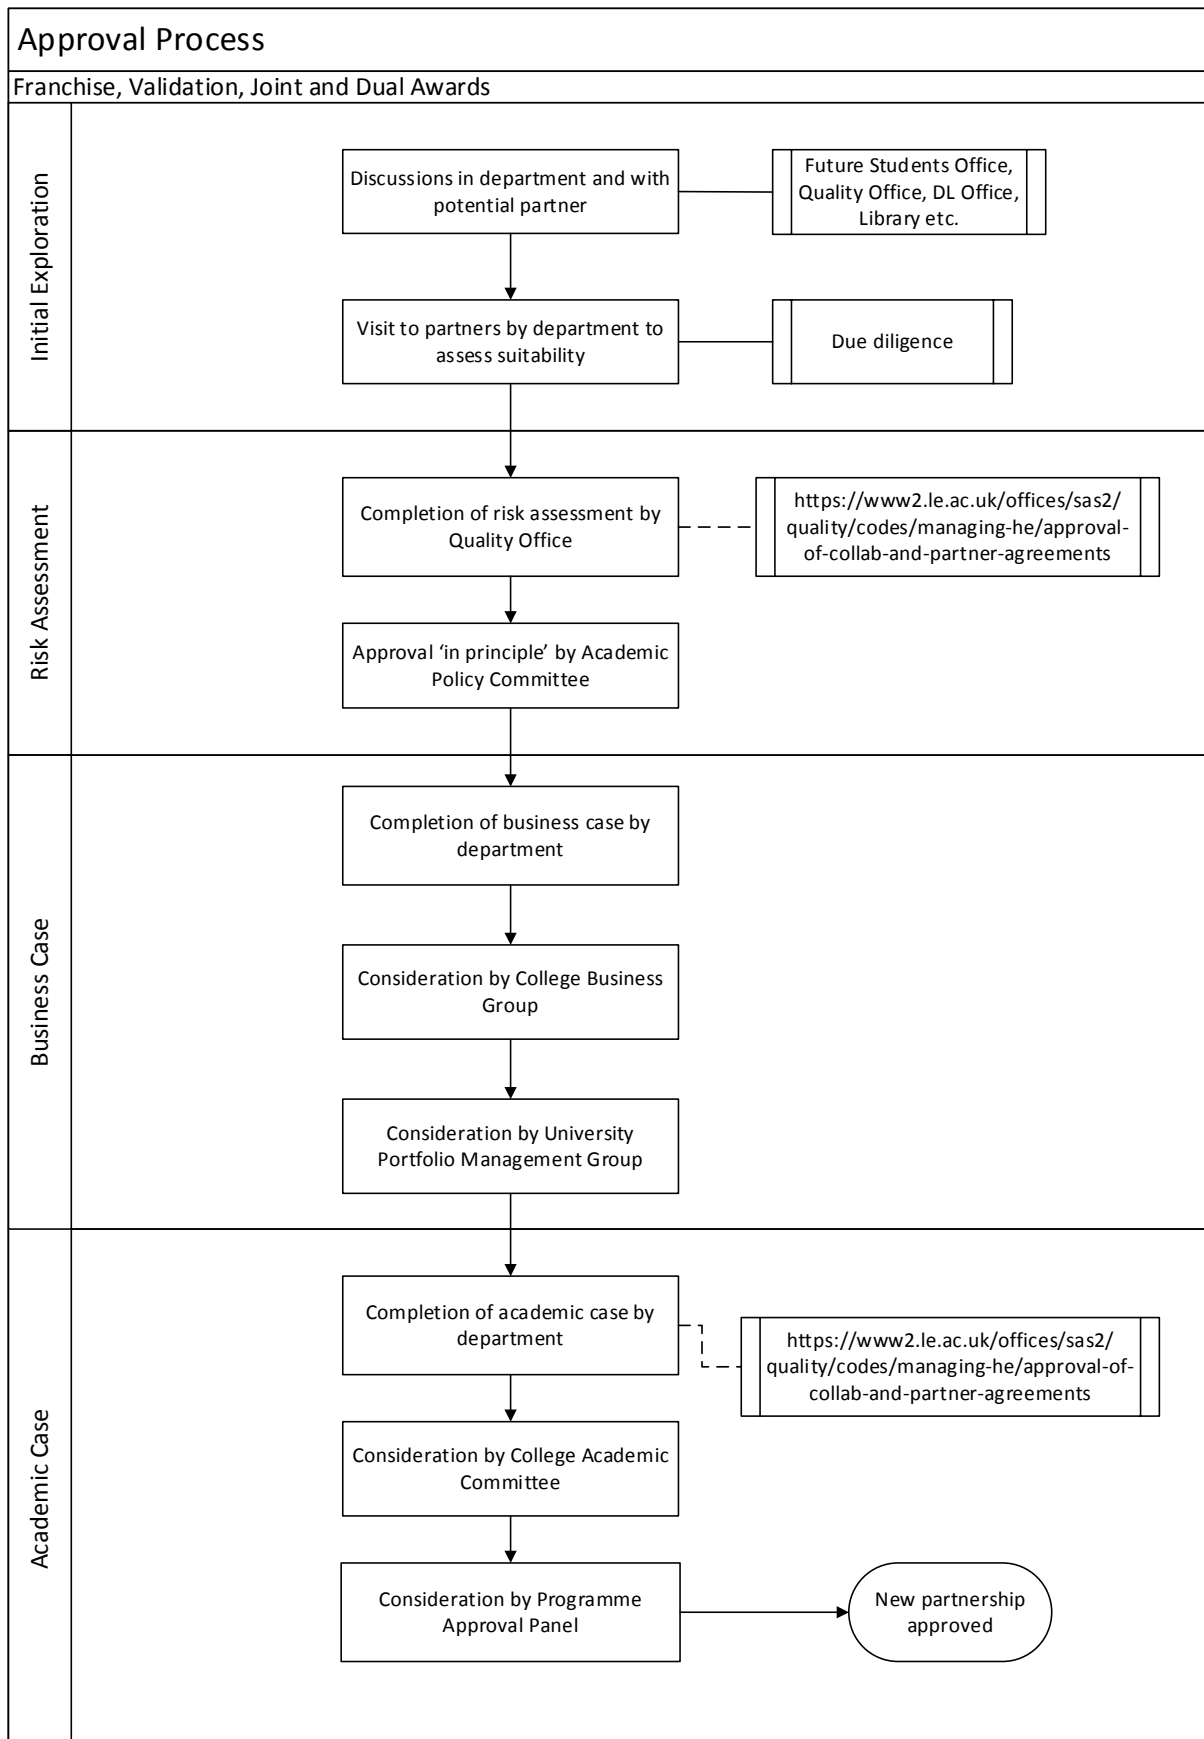 Approval Process
Franchise, Validation, Joint and Dual Awards
Initial Exploration
Discussions in department and with
potential partner
Future Students Office,
Quality Office, DL Office,
Library etc.
Visit to partners by department to
assess suitability
Due diligence
Risk Assessment
Completion of risk assessment by
Quality Office
https://www2.le.ac.uk/offices/sas2/
quality/codes/managing-he/approval-
of-collab-and-partner-agreements
Approval ‘in principle’ by Academic
Policy Committee
Business Case
Completion of business case by
department
Consideration by College Business
Group
Consideration by University
Portfolio Management Group
Academic Case
Completion of academic case by
department
https://www2.le.ac.uk/offices/sas2/
quality/codes/managing-he/approval-of-
collab-and-partner-agreements
Consideration by College Academic
Committee
Consideration by Programme
Approval Panel
New partnership
approved